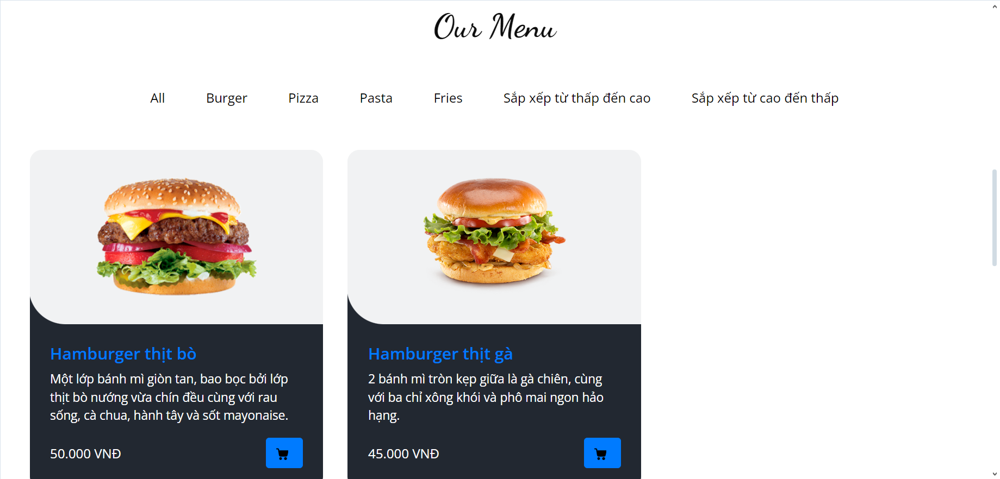 Our Menu
All Burger Pizza Pasta Fries Sắp xếp từ thấp đến cao Sắp xếp từ cao đến thấp
Hamburger thịt bò
Một lớp bánh mì giòn tan, bao bọc bởi lớp
thịt bò nướng vừa chín đều cùng với rau
sống, cà chua, hành tây và sốt mayonaise.
50.000 VNĐ
Hamburger thịt gà
2 bánh mì tròn kẹp giữa là gà chiên, cùng
với ba chỉ xông khói và phô mai ngon hảo
hạng.
45.000 VNĐ